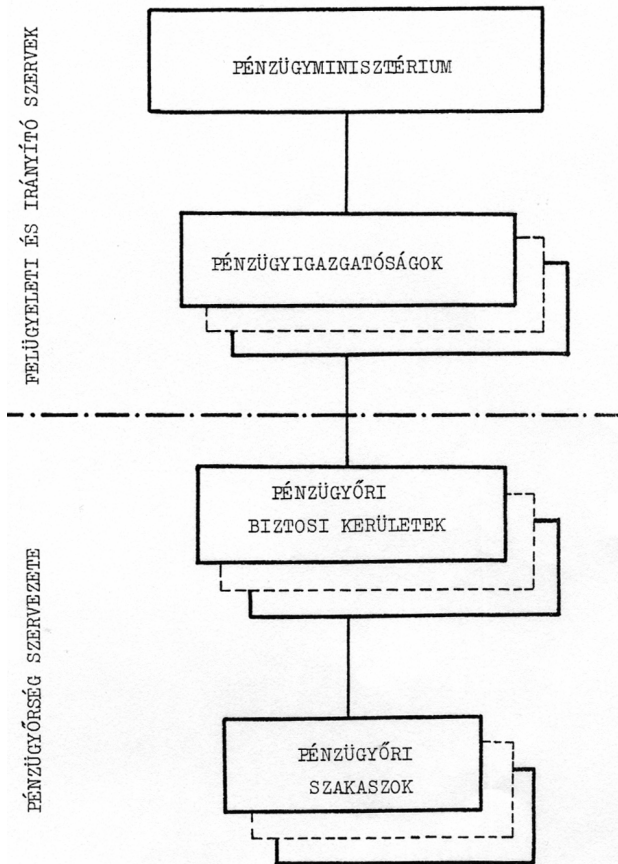 PÉNZÜGYMINISZTÉRIUM
FELÜGYELETI ÉS IRÁNYÍTÓ SZERVEK
PÉNZÜGYIGAZGATÓSÁGOK
PÉNZÜGYŐRI
BIZTOSI KERÜLETEK
PÉNZÜGYŐRSÉG SZERVEZETE
PÉNZÜGYŐRI
SZAKASZOK